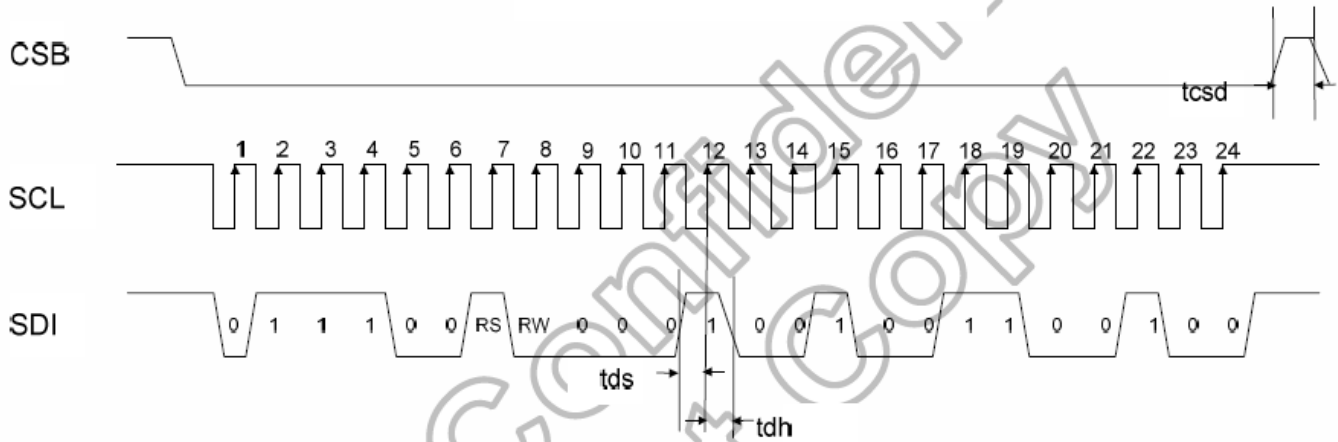 CSB
tcsd
1 2 3 4 5 6 7 8 9 10 11 12 13 14 15 16 17 18 19 20 21 22 23 24
SCL
SDI
0 1 1 1 0 0 RS RW 0 0 0 1 0 0 1 0 0 1 1 0 0 1 0 0
tds
tdh
Confiden
Copy